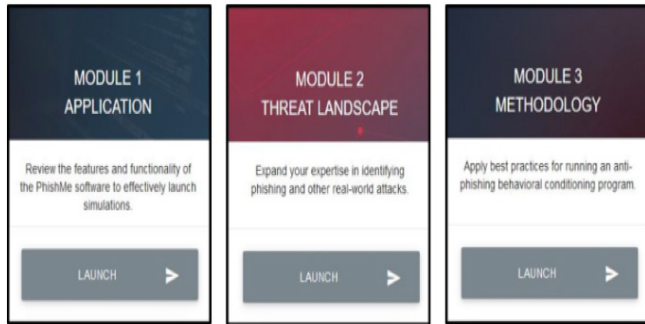 MODULE 1
APPLICATION
Review the features and functionality of
the PhishMe software to effectively launch
simulations.
LAUNCH
MODULE 2
THREAT LANDSCAPE
Expand your expertise in identifying
phishing and other real-world attacks.
LAUNCH
MODULE 3
METHODOLOGY
Apply best practices for running an anti-
phishing behavioral conditioning program.
LAUNCH